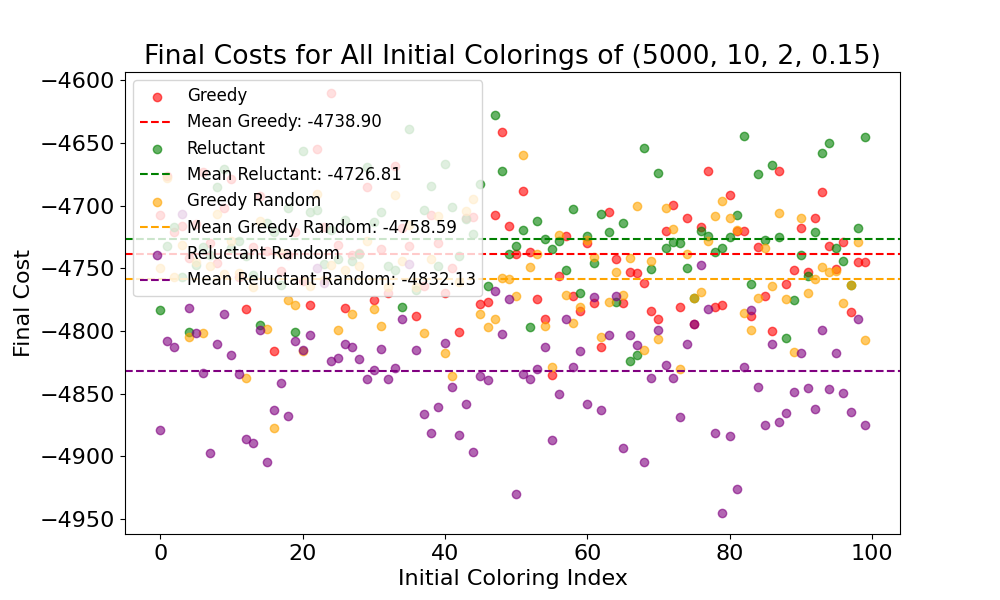 Final Costs for All Initial Colorings of (5000, 10, 2, 0.15)
Final Cost
−4600
−4650
−4700
−4750
−4800
−4850
−4900
−4950
Greedy
Mean Greedy: -4738.90
Reluctant
Mean Reluctant: -4726.81
Greedy Random
Mean Greedy Random: -4758.59
Reluctant Random
Mean Reluctant Random: -4832.13
0 20 40 60 80 100
Initial Coloring Index